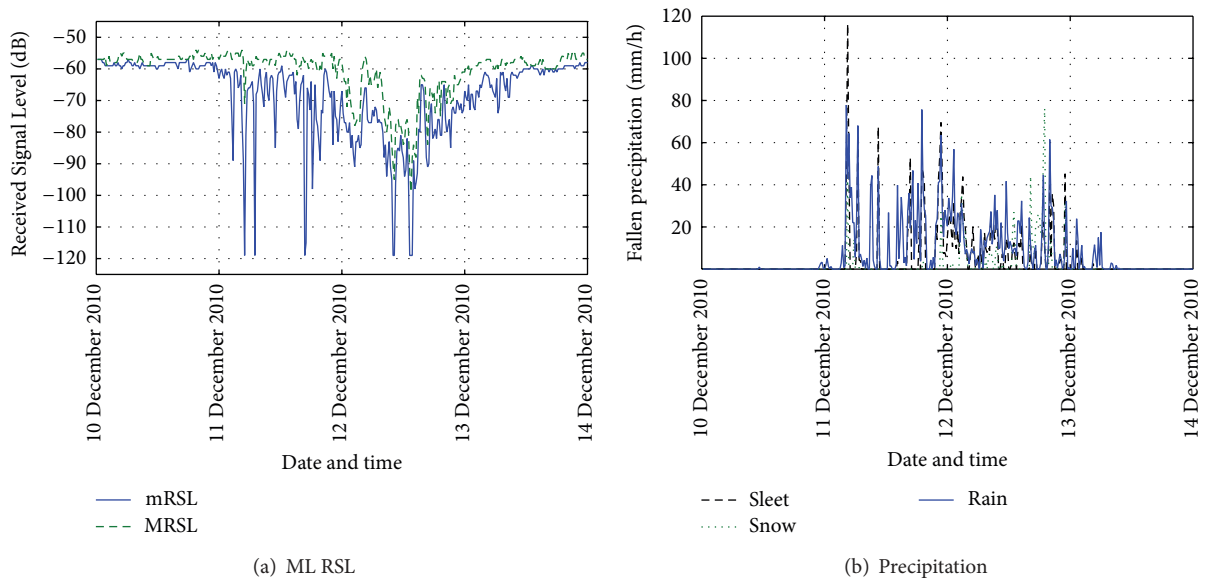 Received Signal Level (dB)
−50
−60
−70
−80
−90
−100
−110
−120
10 December 2010
11 December 2010
12 December 2010
13 December 2010
14 December 2010
Date and time
mRSL
MRSL
(a) ML RSL
Fallen precipitation (mm/h)
120
100
80
60
40
20
10 December 2010
11 December 2010
12 December 2010
13 December 2010
14 December 2010
Date and time
Sleet
Snow
Rain
(b) Precipitation